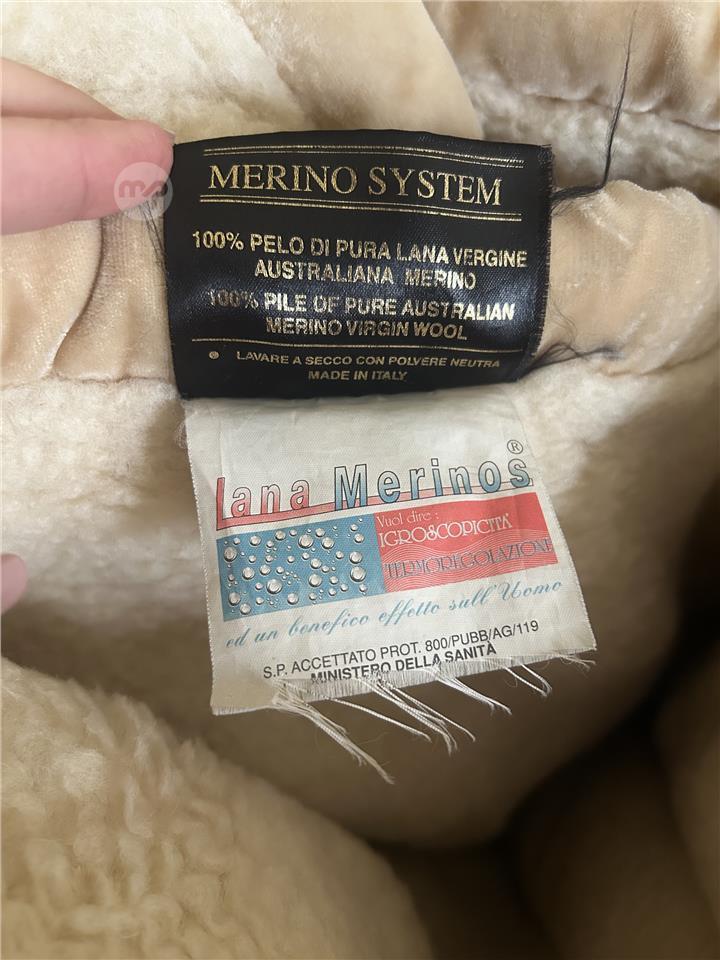 MERINO SYSTEM
100% PELO DI PURA LANA VERGINE
AUSTRALIANA MERINO
100% PILE OF PURE AUSTRALIAN
MERINO VIRGIN WOOL
® LAVARE A SECCO CON POLVERE NEUTRA
MADE IN ITALY
lana Merinos®
Vuol dire :
IGROSCOPICITÀ
TERMOREGOLAZIONE
ed un benefico effetto sull'Uomo
S.P. ACCETTATO PROT. 800/PUBB/AG/119
MINISTERO DELLA SANITÀ